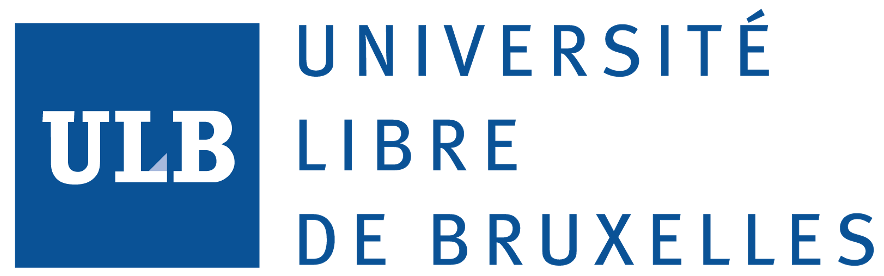 ULB
UNIVERSITÉ
LIBRE
DE BRUXELLES